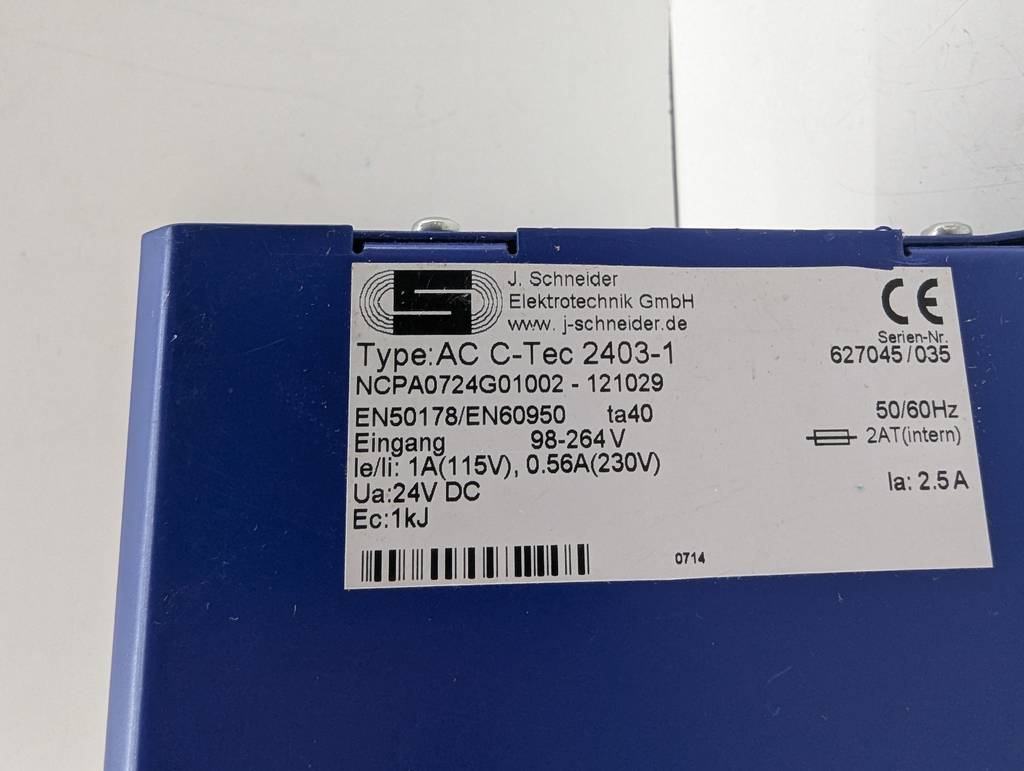 J. Schneider
Elektrotechnik GmbH
www. j-schneider.de
CE
Serien-Nr.
627045/035
Type:AC C-Tec 2403-1
NCPA0724G01002 - 121029
EN50178/EN60950 ta40
50/60Hz
Eingang 98-264V
2AT(intern)
Ie/Ii: 1A(115V), 0.56A(230V)
Ua:24V DC
Ia: 2.5A
Ec:1kJ
0714